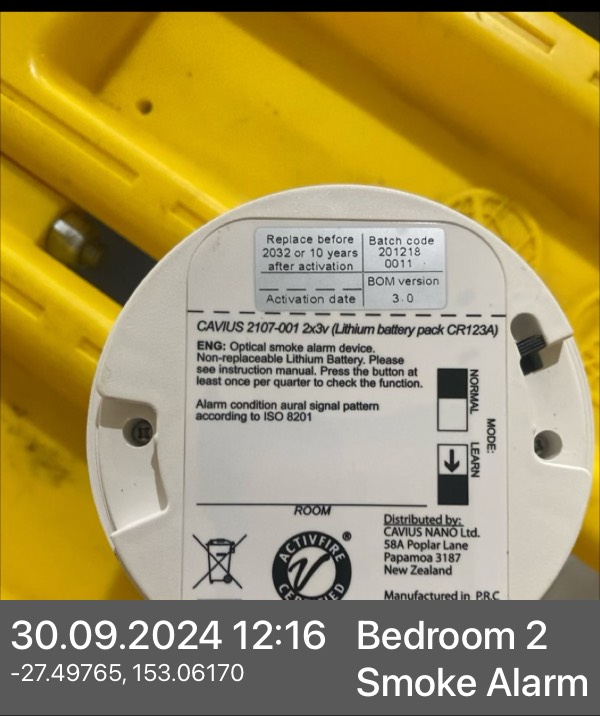 Replace before
2032 or 10 years
after activation
Activation date
Batch code
201218
0011
BOM version
3.0
CAVIUS 2107-001 2x3v (Lithium battery pack CR123A)
ENG: Optical smoke alarm device.
Non-replaceable Lithium Battery. Please
see instruction manual. Press the button at
least once per quarter to check the function.
Alarm condition aural signal pattern
according to ISO 8201
NORMAL
MODE:
LEARN
ROOM
ACTIVFIRE ®
CERTIFIED
Distributed by:
CAVIUS NANO Ltd.
58A Poplar Lane
Papamoa 3187
New Zealand
Manufactured in P.R.C
30.09.2024 12:16
-27.49765, 153.06170
Bedroom 2
Smoke Alarm